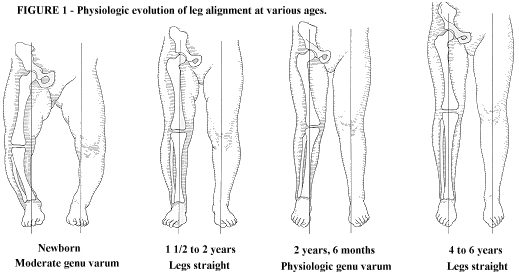 FIGURE 1 - Physiologic evolution of leg alignment at various ages.
Newborn
Moderate genu varum
1 1/2 to 2 years
Legs straight
2 years, 6 months
Physiologic genu varum
4 to 6 years
Legs straight